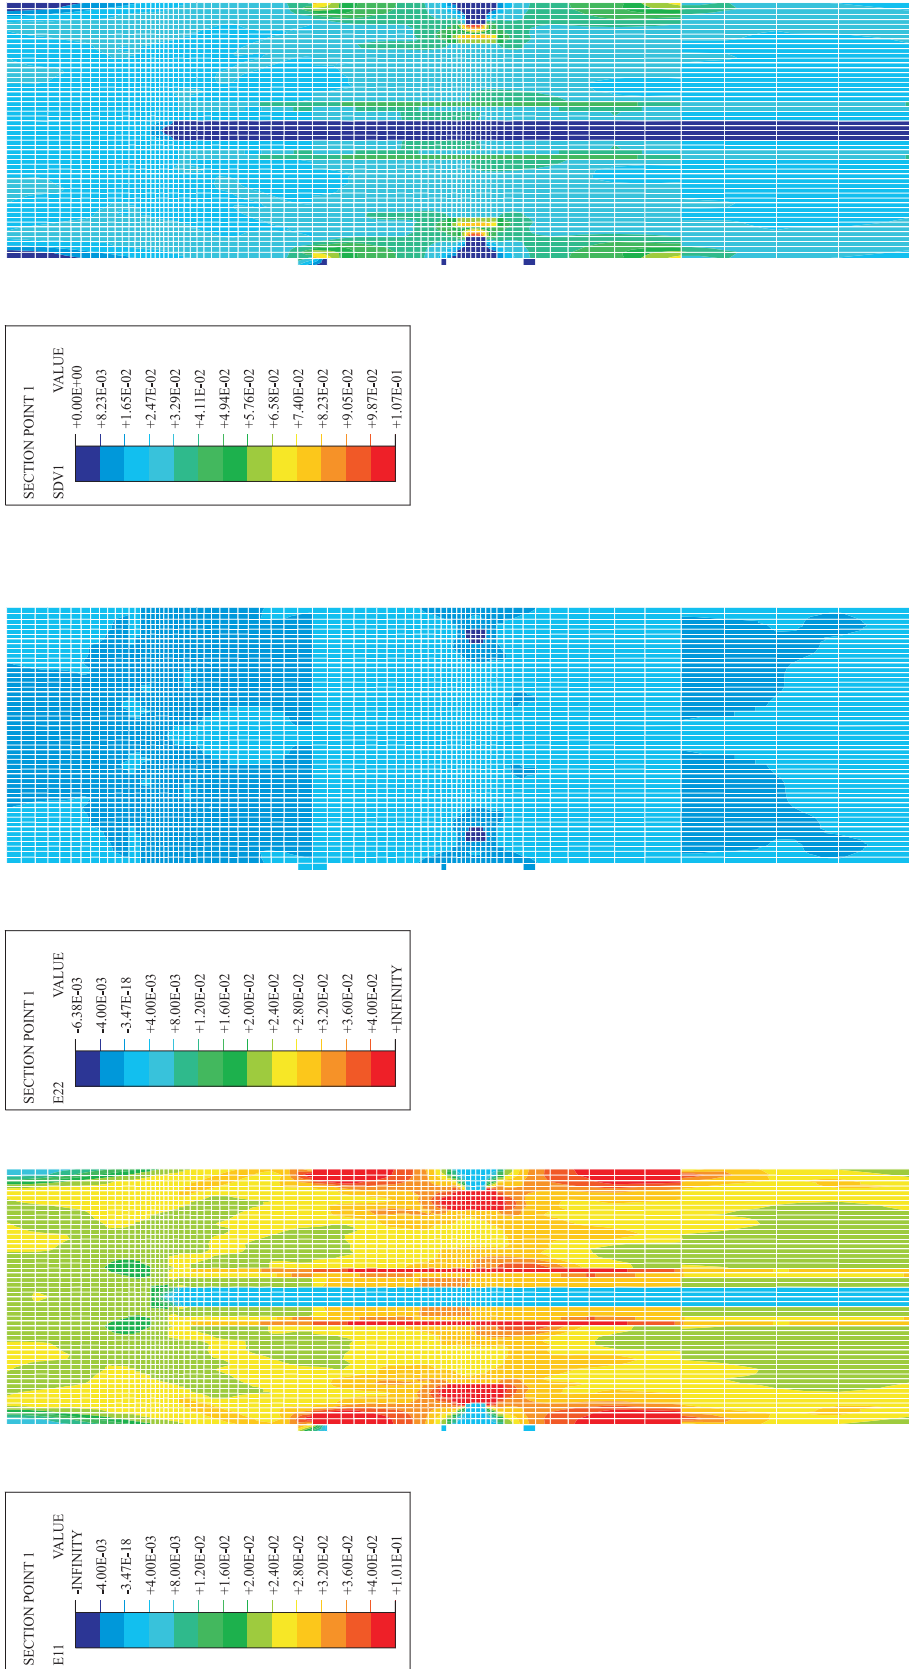 SECTION POINT 1
SDV1 VALUE
+0.00E+00
+8.23E-03
+1.65E-02
+2.47E-02
+3.29E-02
+4.11E-02
+4.94E-02
+5.76E-02
+6.58E-02
+7.40E-02
+8.23E-02
+9.05E-02
+9.87E-02
+1.07E-01
SECTION POINT 1
E22 VALUE
-6.38E-03
-4.00E-03
-3.47E-18
+4.00E-03
+8.00E-03
+1.20E-02
+1.60E-02
+2.00E-02
+2.40E-02
+2.80E-02
+3.20E-02
+3.60E-02
+4.00E-02
+INFINITY
SECTION POINT 1
E11 VALUE
-INFINITY
-4.00E-03
-3.47E-18
+4.00E-03
+8.00E-03
+1.20E-02
+1.60E-02
+2.00E-02
+2.40E-02
+2.80E-02
+3.20E-02
+3.60E-02
+4.00E-02
+1.01E-01